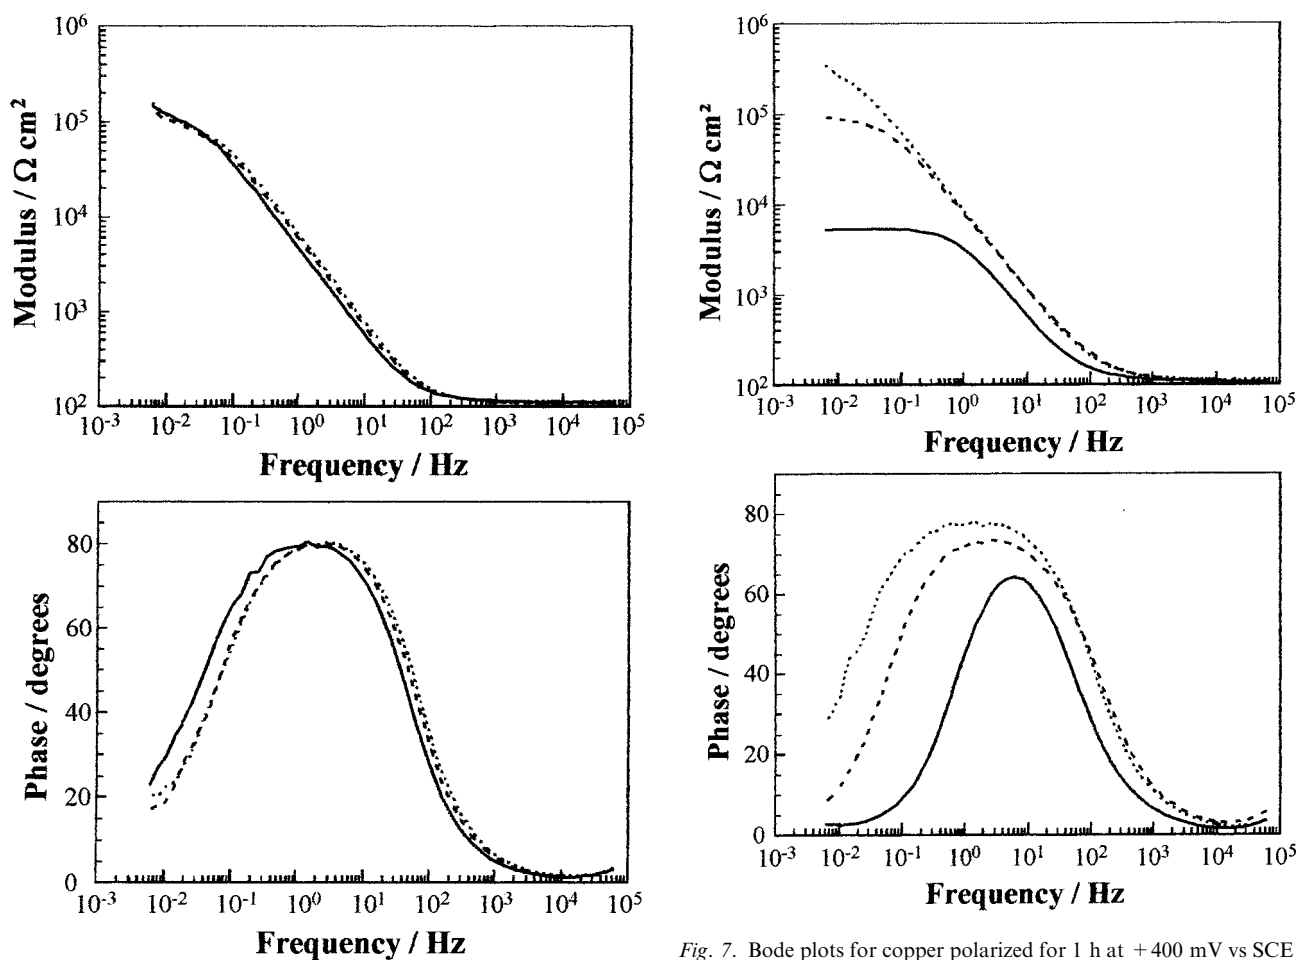 10⁶
10⁵
10⁴
10³
10²
Modulus / Ω cm²
10⁻³ 10⁻² 10⁻¹ 10⁰ 10¹ 10² 10³ 10⁴ 10⁵
Frequency / Hz
80
60
40
20
0
Phase / degrees
10⁻³ 10⁻² 10⁻¹ 10⁰ 10¹ 10² 10³ 10⁴ 10⁵
Frequency / Hz
10⁶
10⁵
10⁴
10³
10²
Modulus / Ω cm²
10⁻³ 10⁻² 10⁻¹ 10⁰ 10¹ 10² 10³ 10⁴ 10⁵
Frequency / Hz
80
60
40
20
0
Phase / degrees
10⁻³ 10⁻² 10⁻¹ 10⁰ 10¹ 10² 10³ 10⁴ 10⁵
Frequency / Hz
Fig. 7. Bode plots for copper polarized for 1 h at +400 mV vs SCE